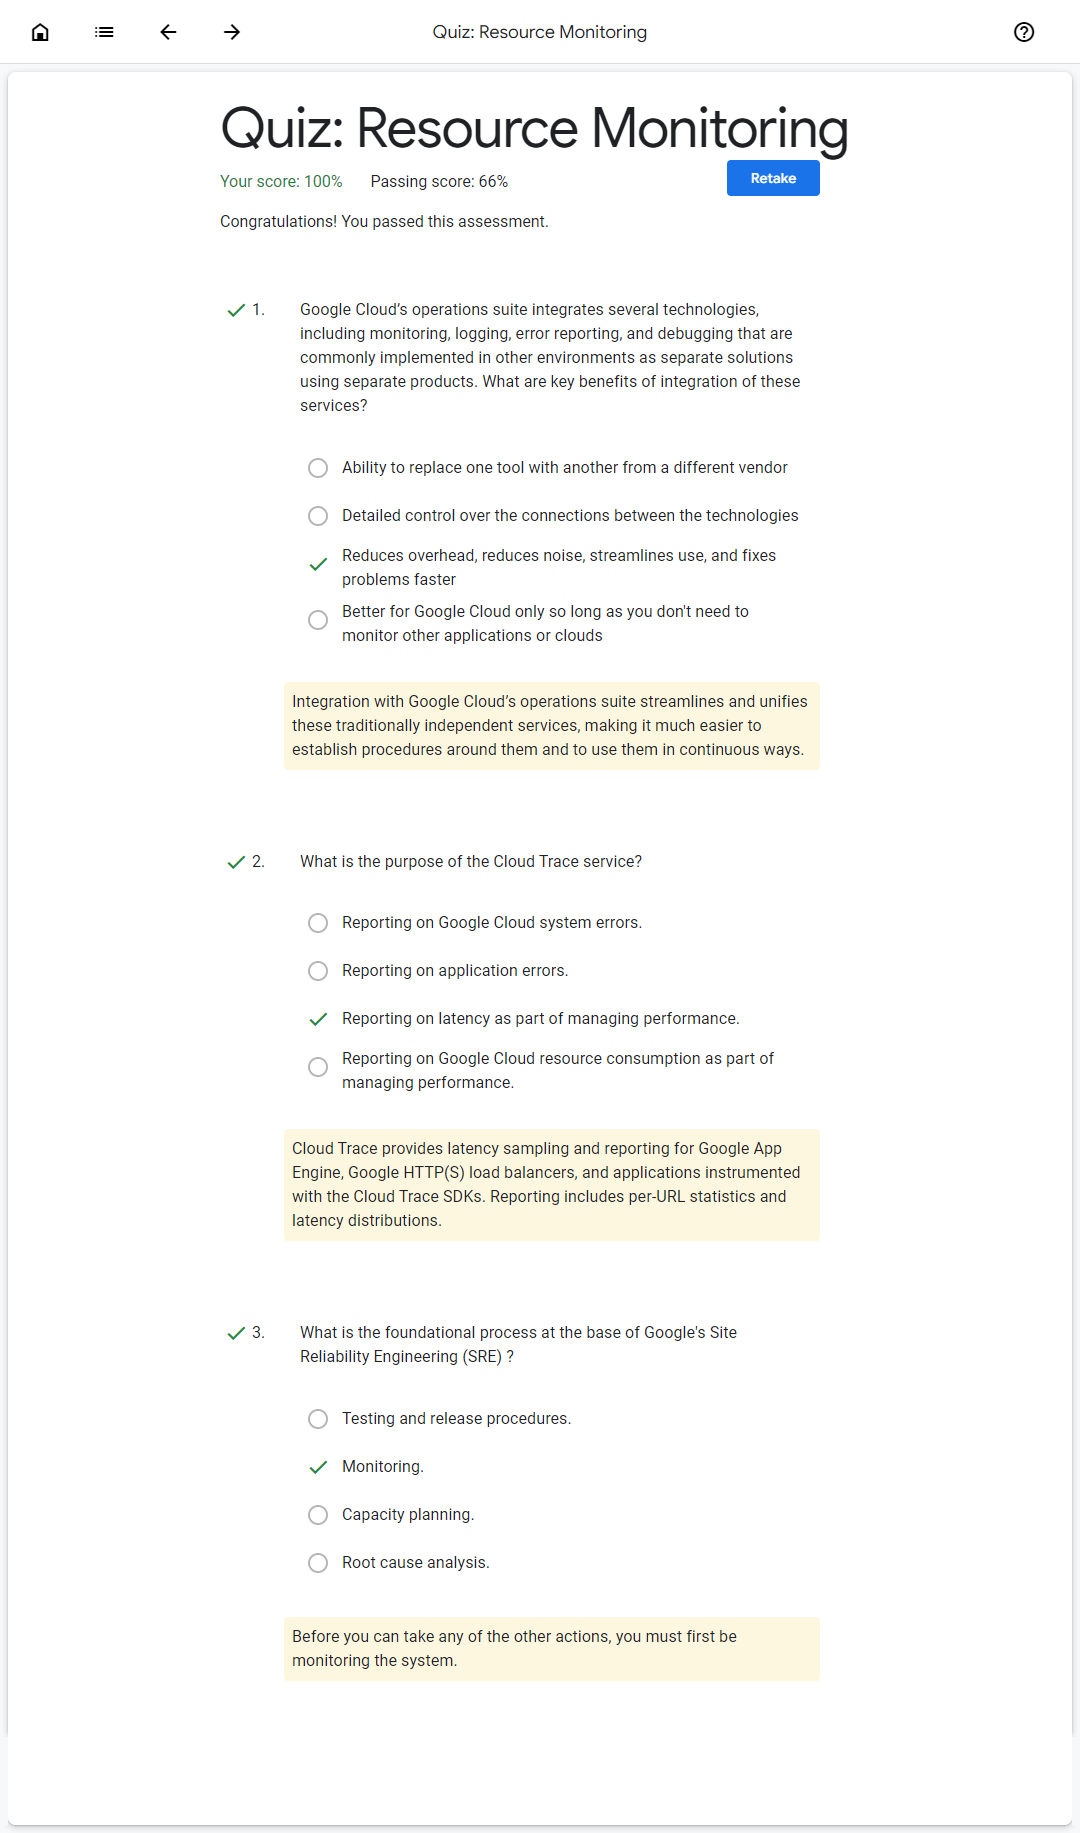 Quiz: Resource Monitoring
Quiz: Resource Monitoring
Your score: 100% Passing score: 66% Retake
Congratulations! You passed this assessment.
1. Google Cloud’s operations suite integrates several technologies,
including monitoring, logging, error reporting, and debugging that are
commonly implemented in other environments as separate solutions
using separate products. What are key benefits of integration of these
services?
Ability to replace one tool with another from a different vendor
Detailed control over the connections between the technologies
Reduces overhead, reduces noise, streamlines use, and fixes
problems faster
Better for Google Cloud only so long as you don't need to
monitor other applications or clouds
Integration with Google Cloud’s operations suite streamlines and unifies
these traditionally independent services, making it much easier to
establish procedures around them and to use them in continuous ways.
2. What is the purpose of the Cloud Trace service?
Reporting on Google Cloud system errors.
Reporting on application errors.
Reporting on latency as part of managing performance.
Reporting on Google Cloud resource consumption as part of
managing performance.
Cloud Trace provides latency sampling and reporting for Google App
Engine, Google HTTP(S) load balancers, and applications instrumented
with the Cloud Trace SDKs. Reporting includes per-URL statistics and
latency distributions.
3. What is the foundational process at the base of Google's Site
Reliability Engineering (SRE) ?
Testing and release procedures.
Monitoring.
Capacity planning.
Root cause analysis.
Before you can take any of the other actions, you must first be
monitoring the system.